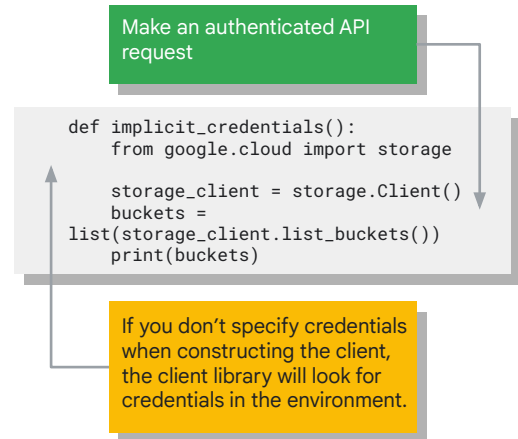 Make an authenticated API
request
def implicit_credentials():
    from google.cloud import storage
    storage_client = storage.Client()
    buckets =
list(storage_client.list_buckets())
    print(buckets)
If you don’t specify credentials
when constructing the client,
the client library will look for
credentials in the environment.